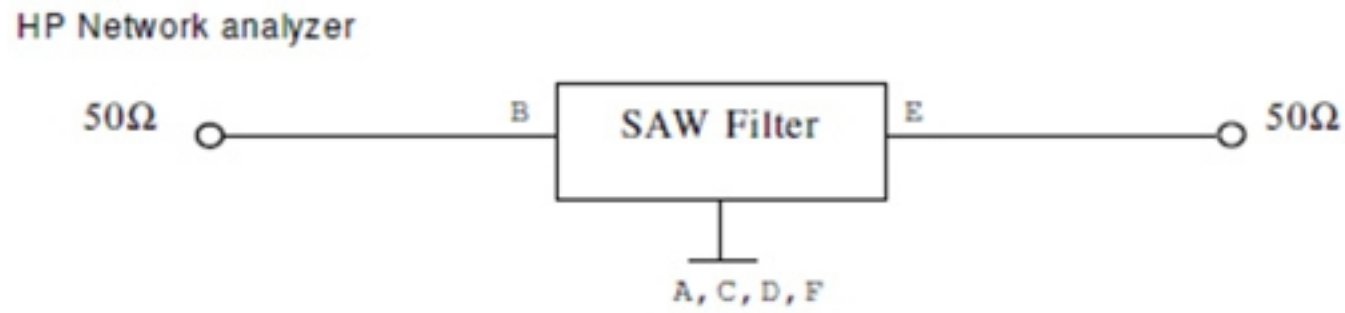 HP Network analyzer
50Ω B SAW Filter E 50Ω
A, C, D, F